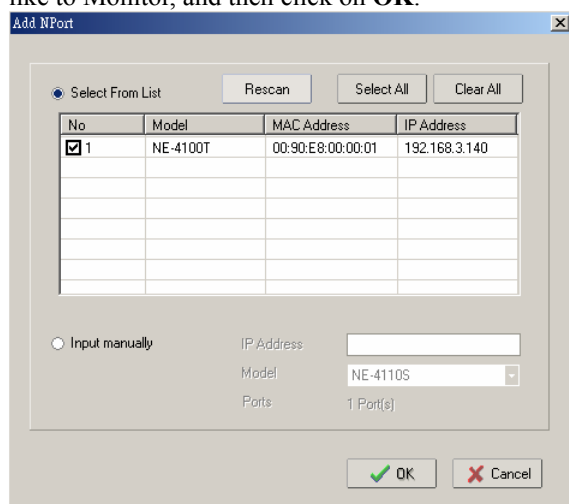 like to Monitor, and then click on OK.
Add NPort
Select From List Rescan Select All Clear All
No Model MAC Address IP Address
1 NE-4100T 00:90:E8:00:00:01 192.168.3.140
Input manually IP Address
Model NE-4110S
Ports 1 Port(s)
OK Cancel